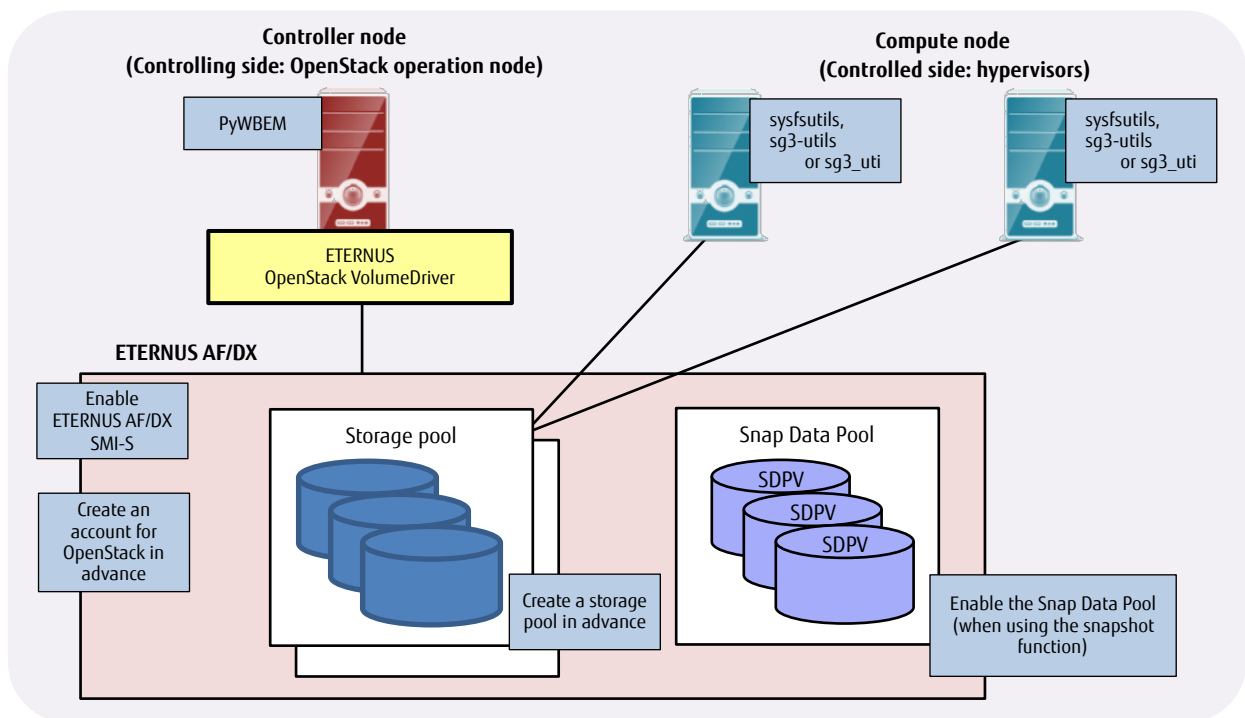 Controller node
(Controlling side: OpenStack operation node)
Compute node
(Controlled side: hypervisors)
PyWBEM
sysfsutils,
sg3-utils
or sg3_uti
sysfsutils,
sg3-utils
or sg3_uti
ETERNUS
OpenStack VolumeDriver
ETERNUS AF/DX
Enable
ETERNUS AF/DX
SMI-S
Create an
account for
OpenStack in
advance
Storage pool
Create a storage
pool in advance
Snap Data Pool
SDPV
SDPV
SDPV
Enable the Snap Data Pool
(when using the snapshot
function)